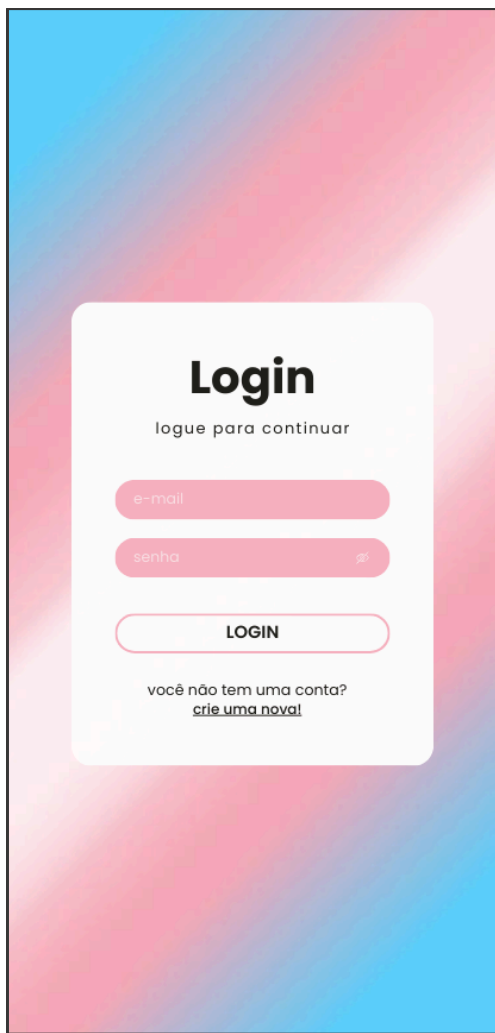 Login
logue para continuar
e-mail
senha
LOGIN
você não tem uma conta?
crie uma nova!